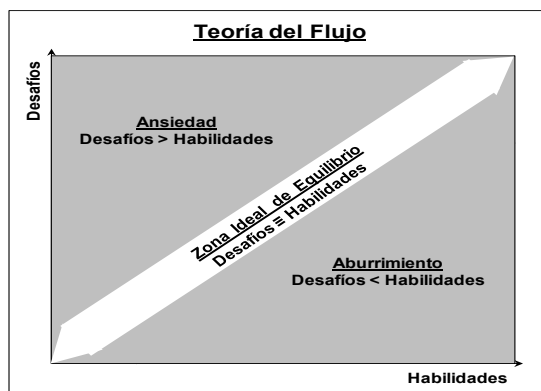 Teoría del Flujo
Desafíos
Ansiedad
Desafíos > Habilidades
Zona Ideal de Equilibrio
Desafíos ≡ Habilidades
Aburrimiento
Desafíos < Habilidades
Habilidades